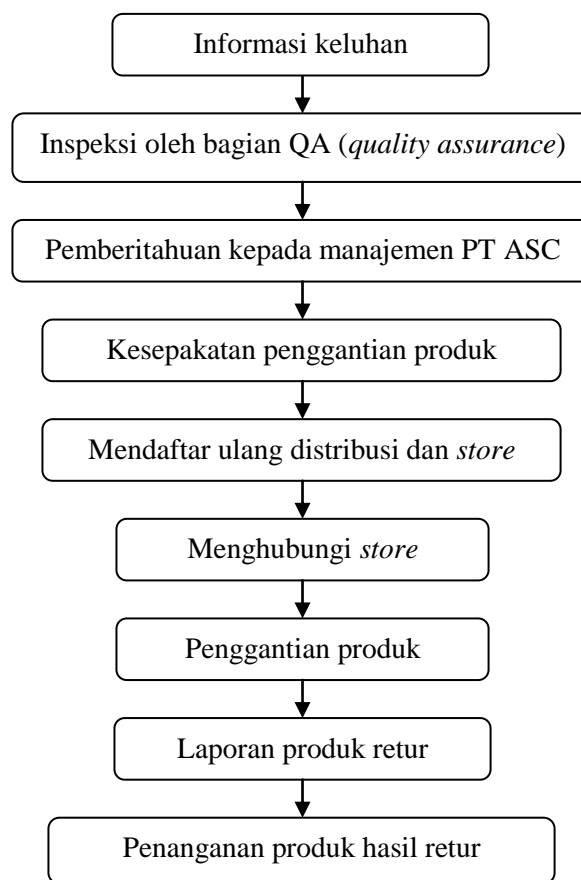 Informasi keluhan
Inspeksi oleh bagian QA (quality assurance)
Pemberitahuan kepada manajemen PT ASC
Kesepakatan penggantian produk
Mendaftar ulang distribusi dan store
Menghubungi store
Penggantian produk
Laporan produk retur
Penanganan produk hasil retur